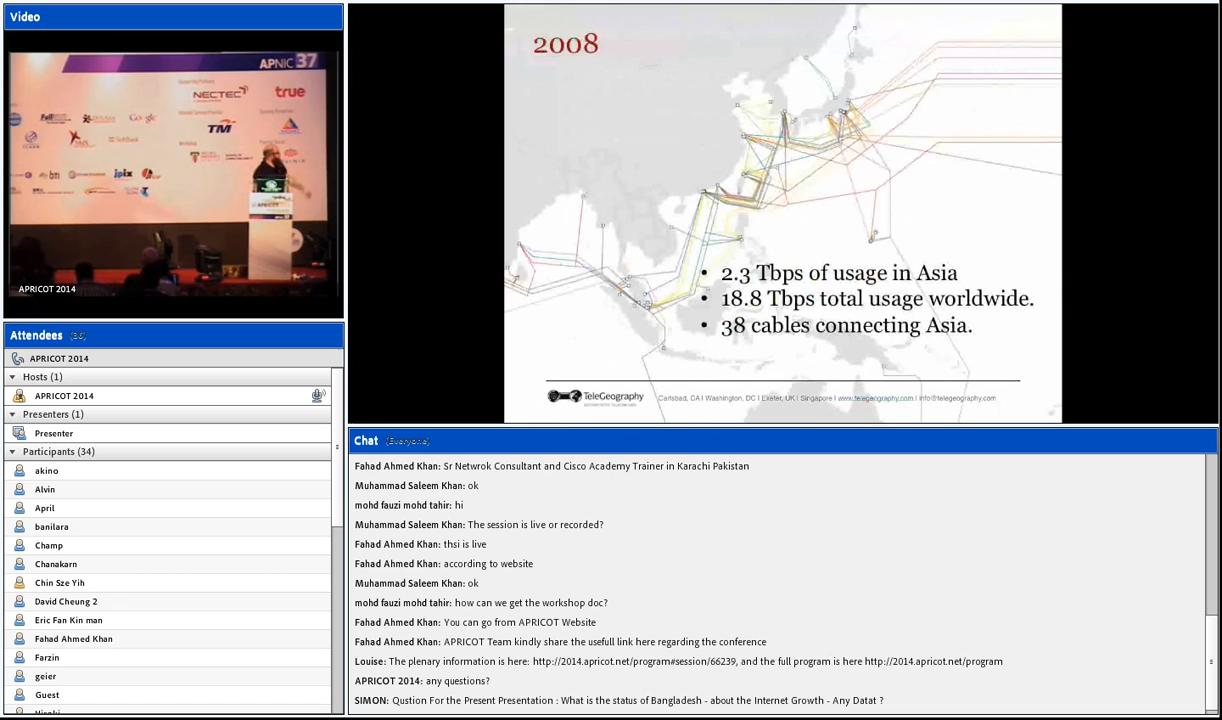 Video
APNIC 37
NECTEC
true
Google
TM
SoftBank
bni
jpix
APRICOT 2014
Attendees (36)
APRICOT 2014
Hosts (1)
APRICOT 2014
Presenters (1)
Presenter
Participants (34)
akino
Alvin
April
banilara
Champ
Chanakarn
Chin Sze Yih
David Cheung 2
Eric Fan Kin man
Fahad Ahmed Khan
Farzin
geier
Guest
2008
• 2.3 Tbps of usage in Asia
• 18.8 Tbps total usage worldwide.
• 38 cables connecting Asia.
TeleGeography
Carlsbad, CA | Washington, DC | Exeter, UK | Singapore | www.telegeography.com | info@telegeography.com
Chat (Everyone)
Fahad Ahmed Khan: Sr Netwrok Consultant and Cisco Academy Trainer in Karachi Pakistan
Muhammad Saleem Khan: ok
mohd fauzi mohd tahir: hi
Muhammad Saleem Khan: The session is live or recorded?
Fahad Ahmed Khan: thsi is live
Fahad Ahmed Khan: according to website
Muhammad Saleem Khan: ok
mohd fauzi mohd tahir: how can we get the workshop doc?
Fahad Ahmed Khan: You can go from APRICOT Website
Fahad Ahmed Khan: APRICOT Team kindly share the usefull link here regarding the conference
Louise: The plenary information is here: http://2014.apricot.net/program#session/66239, and the full program is here http://2014.apricot.net/program
APRICOT 2014: any questions?
SIMON: Qustion For the Present Presentation : What is the status of Bangladesh - about the Internet Growth - Any Datat ?